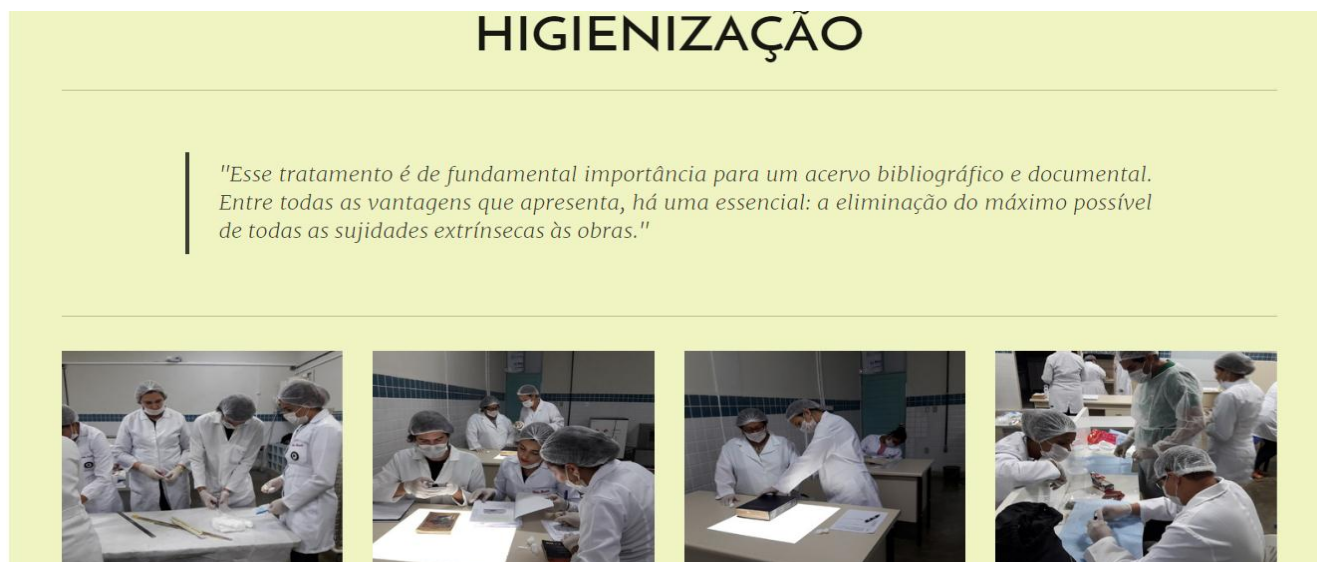 HIGIENIZAÇÃO
"Esse tratamento é de fundamental importância para um acervo bibliográfico e documental.
Entre todas as vantagens que apresenta, há uma essencial: a eliminação do máximo possível
de todas as sujidades extrínsecas às obras."